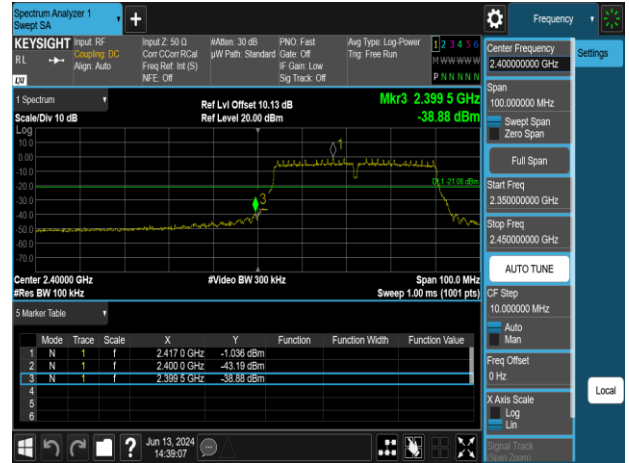 Spectrum Analyzer 1
Swept SA
+
Frequency
KEYSIGHT
RL
LXI
Input: RF
Coupling: DC
Align: Auto
Input Z: 50 Ω
Corr CCorr RCal
Freq Ref: Int (S)
NFE: Off
#Atten: 30 dB
µW Path: Standard
PNO: Fast
Gate: Off
IF Gain: Low
Sig Track: Off
Avg Type: Log-Power
Trig: Free Run
1 2 3 4 5 6
M W W W W W
P N N N N N
1 Spectrum
Scale/Div 10 dB
Ref Lvl Offset 10.13 dB
Ref Level 20.00 dBm
Mkr3 2.399 5 GHz
-38.88 dBm
Log
10.0
0.00
-10.0
-20.0
-30.0
-40.0
-50.0
-60.0
-70.0
1
3
DL1 -21.08 dBm
Center 2.40000 GHz
#Res BW 100 kHz
#Video BW 300 kHz
Span 100.0 MHz
Sweep 1.00 ms (1001 pts)
5 Marker Table
Mode Trace Scale X Y Function Function Width Function Value
1 N 1 f 2.417 0 GHz -1.036 dBm
2 N 1 f 2.400 0 GHz -43.19 dBm
3 N 1 f 2.399 5 GHz -38.88 dBm
4
5
6
Jun 13, 2024
14:39:07
Center Frequency
2.400000000 GHz
Settings
Span
100.000000 MHz
Swept Span
Zero Span
Full Span
Start Freq
2.350000000 GHz
Stop Freq
2.450000000 GHz
AUTO TUNE
CF Step
10.000000 MHz
Auto
Man
Freq Offset
0 Hz
X Axis Scale
Log
Lin
Local
Signal Track
(Span Zoom)